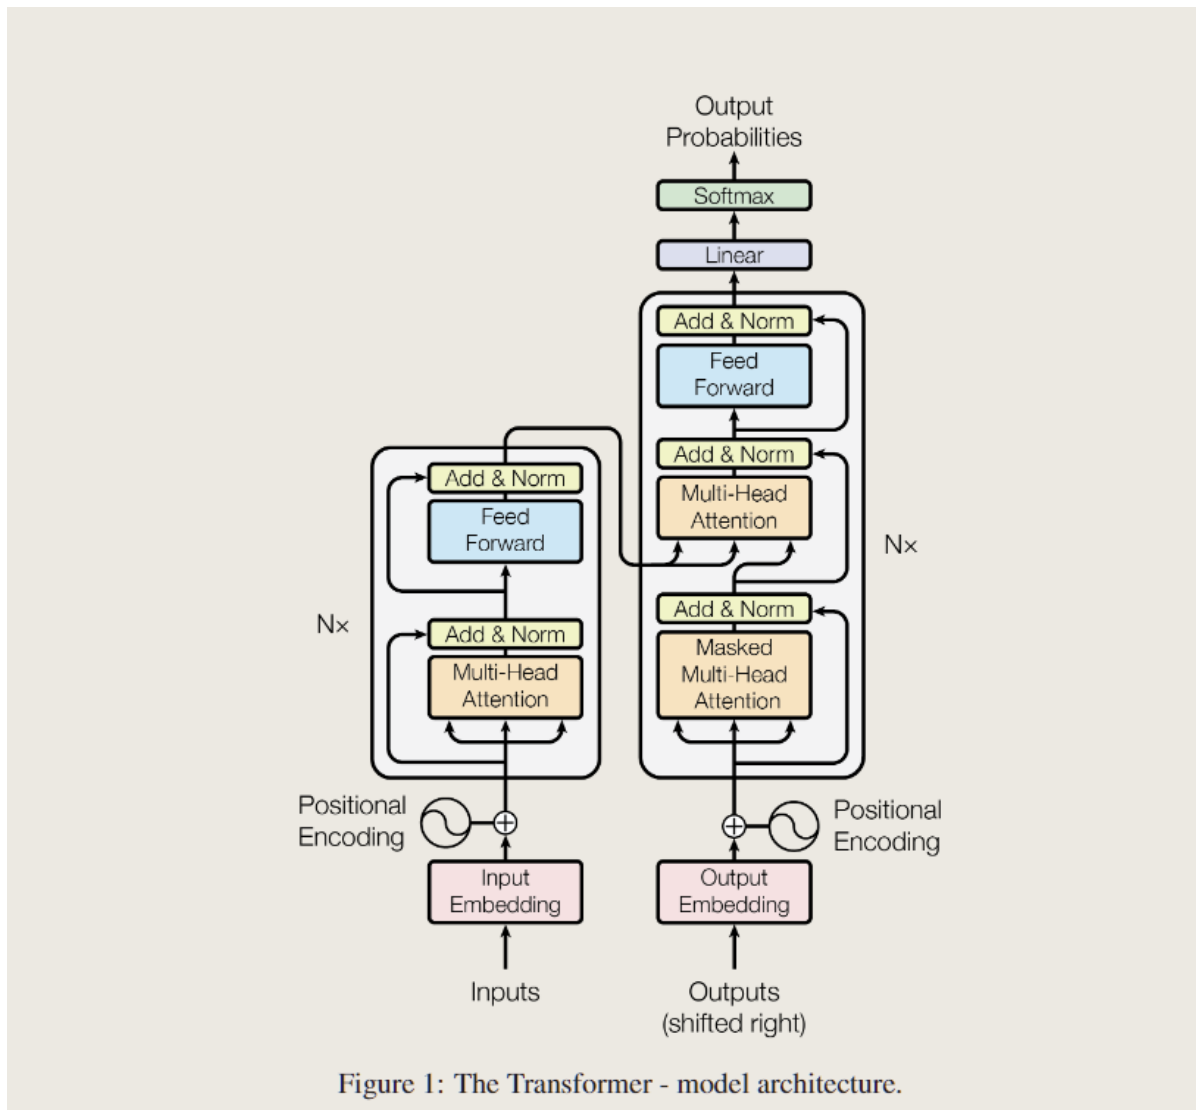 Output
Probabilities
Softmax
Linear
Add & Norm
Feed
Forward
Add & Norm
Multi-Head
Attention
Nx
Add & Norm
Masked
Multi-Head
Attention
Add & Norm
Feed
Forward
Nx
Add & Norm
Multi-Head
Attention
Positional
Encoding
Positional
Encoding
Input
Embedding
Output
Embedding
Inputs
Outputs
(shifted right)
Figure 1: The Transformer - model architecture.